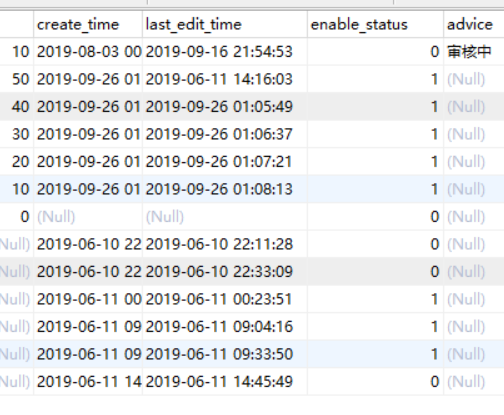 create_time last_edit_time enable_status advice
10 2019-08-03 00 2019-09-16 21:54:53 0 审核中
50 2019-09-26 01 2019-06-11 14:16:03 1 (Null)
40 2019-09-26 01 2019-09-26 01:05:49 1 (Null)
30 2019-09-26 01 2019-09-26 01:06:37 1 (Null)
20 2019-09-26 01 2019-09-26 01:07:21 1 (Null)
10 2019-09-26 01 2019-09-26 01:08:13 1 (Null)
0 (Null) (Null) 0 (Null)
Null) 2019-06-10 22 2019-06-10 22:11:28 0 (Null)
Null) 2019-06-10 22 2019-06-10 22:33:09 0 (Null)
Null) 2019-06-11 00 2019-06-11 00:23:51 1 (Null)
Null) 2019-06-11 09 2019-06-11 09:04:16 1 (Null)
Null) 2019-06-11 09 2019-06-11 09:33:50 1 (Null)
Null) 2019-06-11 14 2019-06-11 14:45:49 0 (Null)